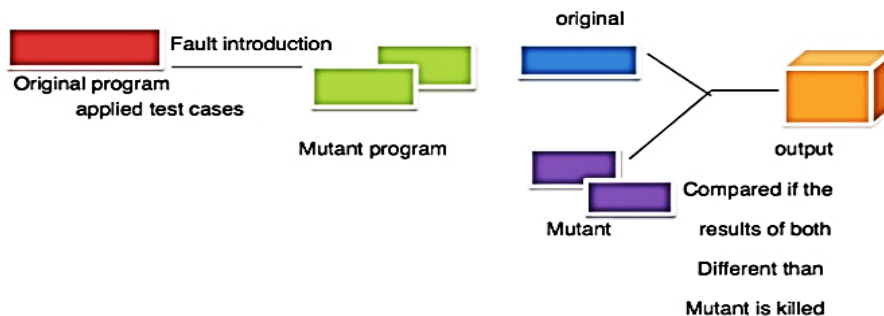 original
Fault introduction
Original program
applied test cases
Mutant program
output
Compared if the
Mutant
results of both
Different than
Mutant is killed